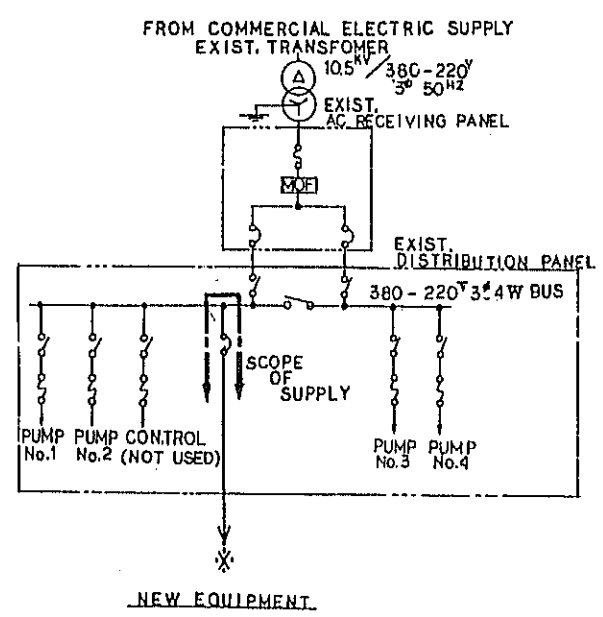 FROM COMMERCIAL ELECTRIC SUPPLY
EXIST. TRANSFOMER
10.5KV/380-220V
3φ 50HZ
EXIST.
AC RECEIVING PANEL
MOF
EXIST.
DISTRIBUTION PANEL
380-220V 3φ4W BUS
SCOPE
OF
SUPPLY
PUMP
No.1
PUMP
No.2
CONTROL
(NOT USED)
PUMP
No.3
PUMP
No.4
NEW EQUIPMENT